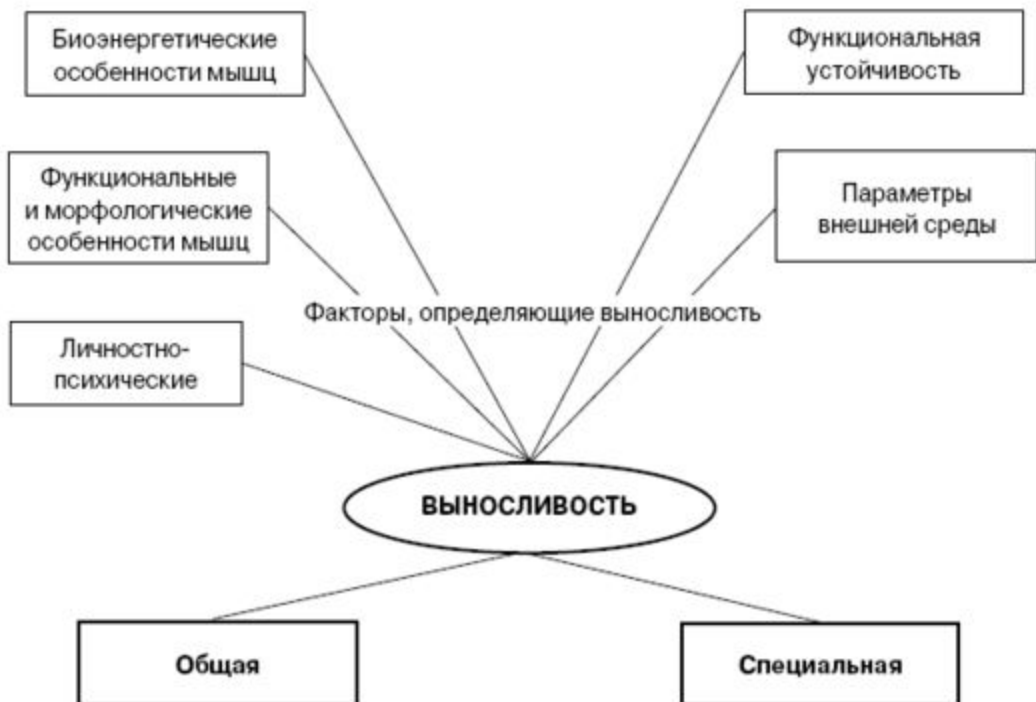 Биоэнергетические
особенности мышц
Функциональная
устойчивость
Функциональные
и морфологические
особенности мышц
Параметры
внешней среды
Факторы, определяющие выносливость
Личностно-
психические
ВЫНОСЛИВОСТЬ
Общая
Специальная